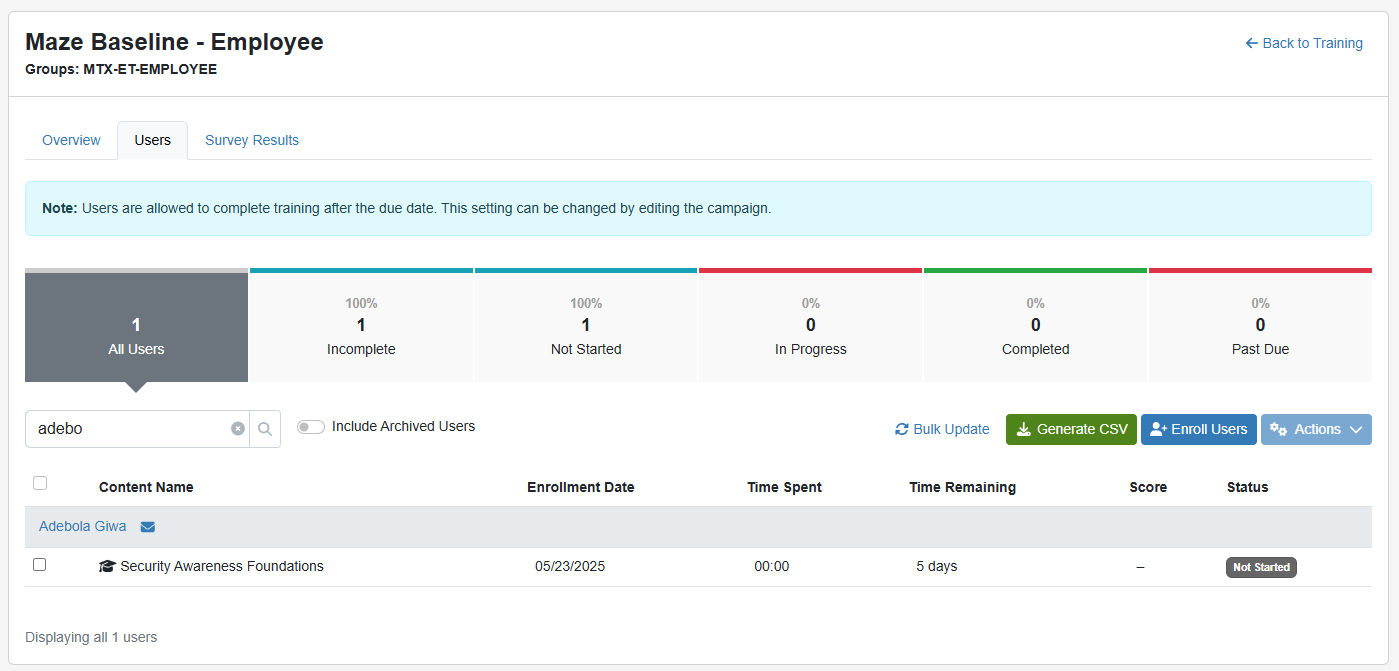 Maze Baseline - Employee
Back to Training
Groups: MTX-ET-EMPLOYEE
Overview Users Survey Results
Note: Users are allowed to complete training after the due date. This setting can be changed by editing the campaign.
100% 100% 0% 0% 0%
1 1 1 0 0 0
All Users Incomplete Not Started In Progress Completed Past Due
adebo Include Archived Users Bulk Update Generate CSV Enroll Users Actions
Content Name Enrollment Date Time Spent Time Remaining Score Status
Adebola Giwa
Security Awareness Foundations 05/23/2025 00:00 5 days – Not Started
Displaying all 1 users